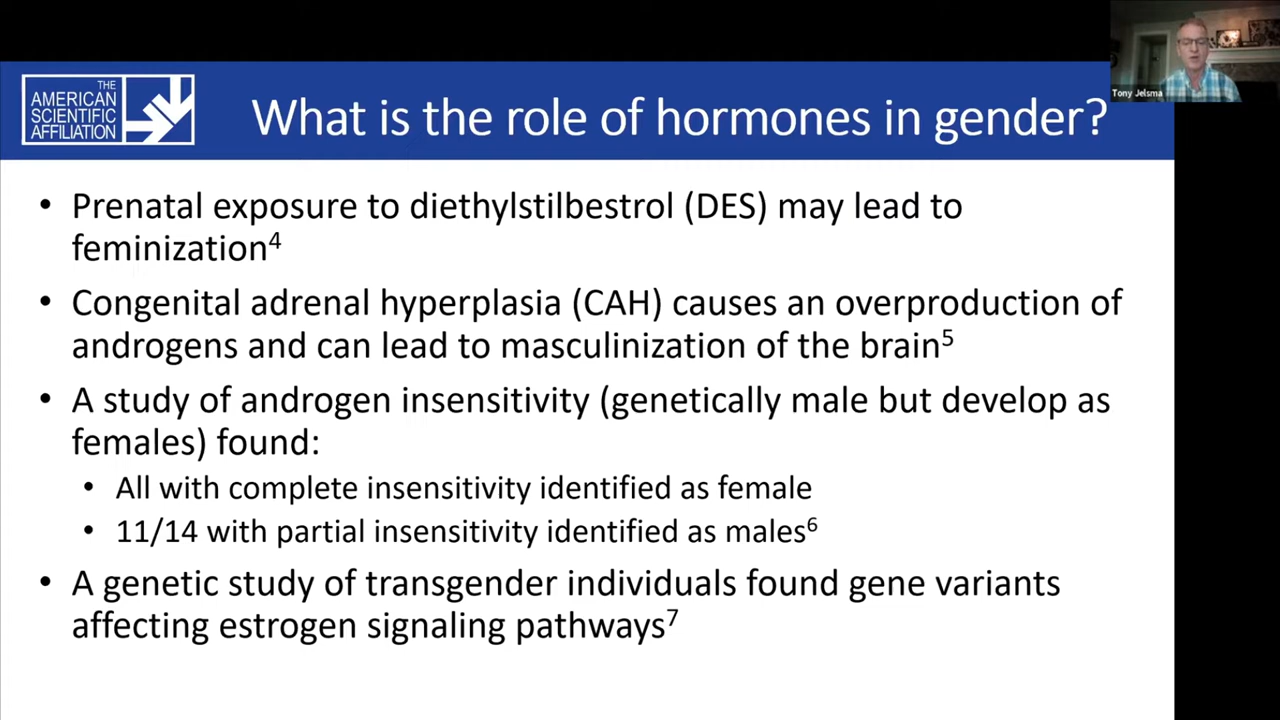 THE
AMERICAN
SCIENTIFIC
AFFILIATION
What is the role of hormones in gender?
Tony Jelsma
• Prenatal exposure to diethylstilbestrol (DES) may lead to
feminization4
• Congenital adrenal hyperplasia (CAH) causes an overproduction of
androgens and can lead to masculinization of the brain5
• A study of androgen insensitivity (genetically male but develop as
females) found:
• All with complete insensitivity identified as female
• 11/14 with partial insensitivity identified as males6
• A genetic study of transgender individuals found gene variants
affecting estrogen signaling pathways7